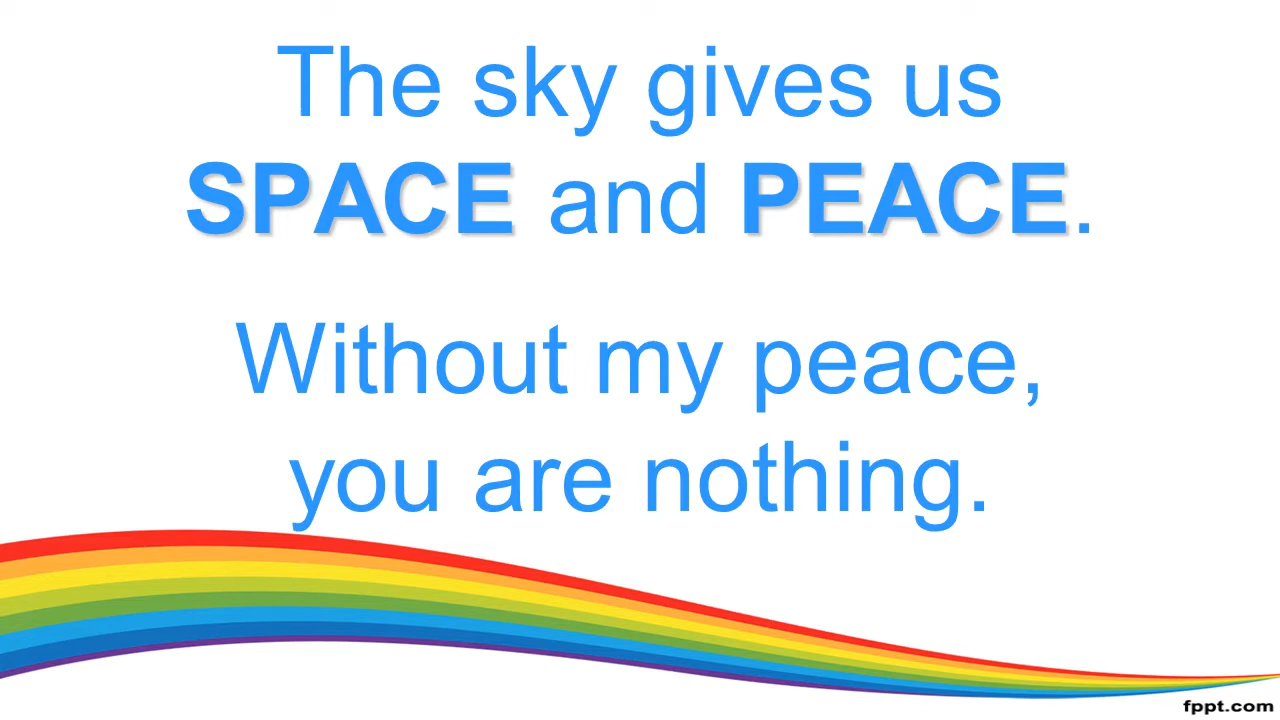 The sky gives us
SPACE and PEACE.
Without my peace,
you are nothing.
fppt.com